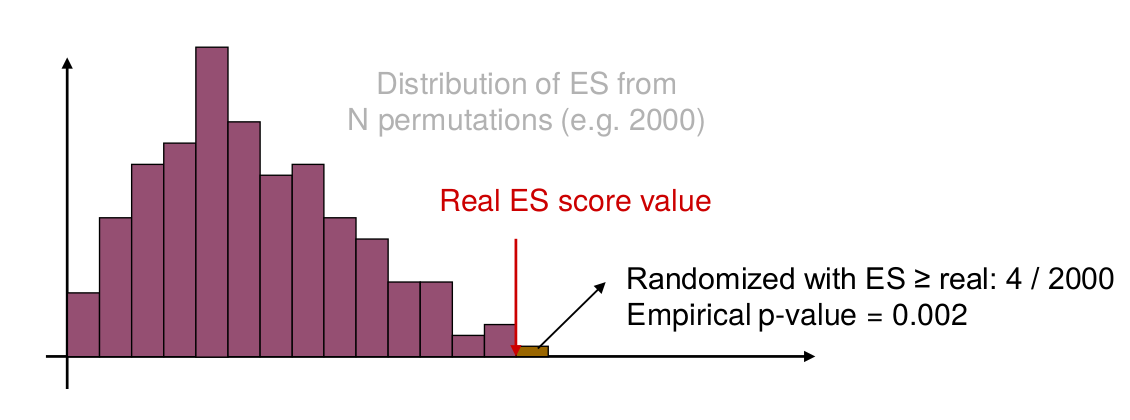 Distribution of ES from
N permutations (e.g. 2000)
Real ES score value
Randomized with ES ≥ real: 4 / 2000
Empirical p-value = 0.002